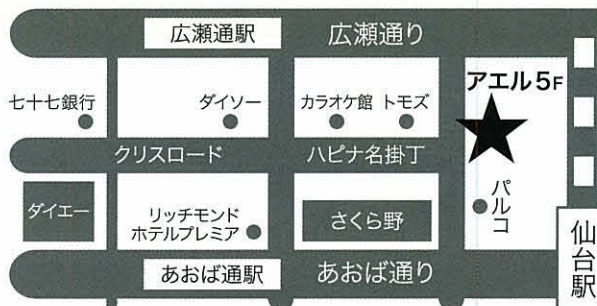 広瀬通駅
広瀬通り
アエル5F
七十七銀行
ダイソー
カラオケ館
トモズ
クリスロード
ハピナ名掛丁
パルコ
ダイエー
リッチモンド
ホテルプレミア
さくら野
仙台駅
あおば通駅
あおば通り